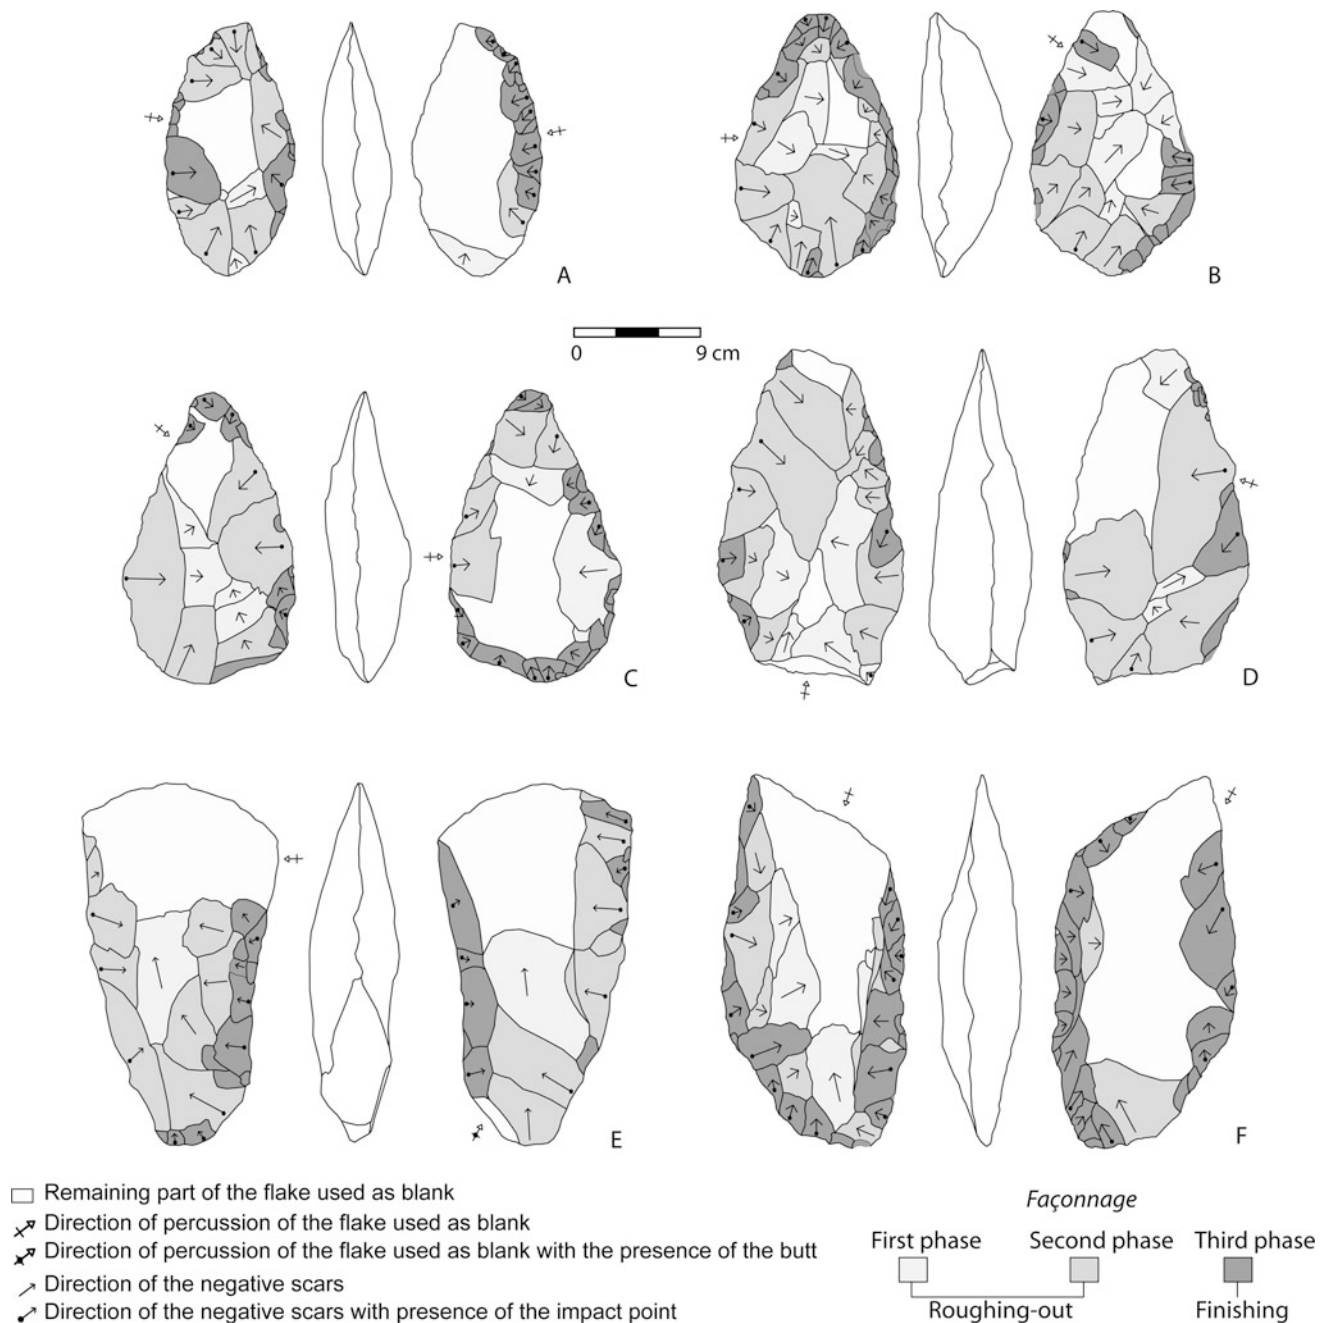 A
B
0 9 cm
C
D
E
F
Remaining part of the flake used as blank
Direction of percussion of the flake used as blank
Direction of percussion of the flake used as blank with the presence of the butt
Direction of the negative scars
Direction of the negative scars with presence of the impact point
Façonnage
First phase Second phase Third phase
Roughing-out Finishing